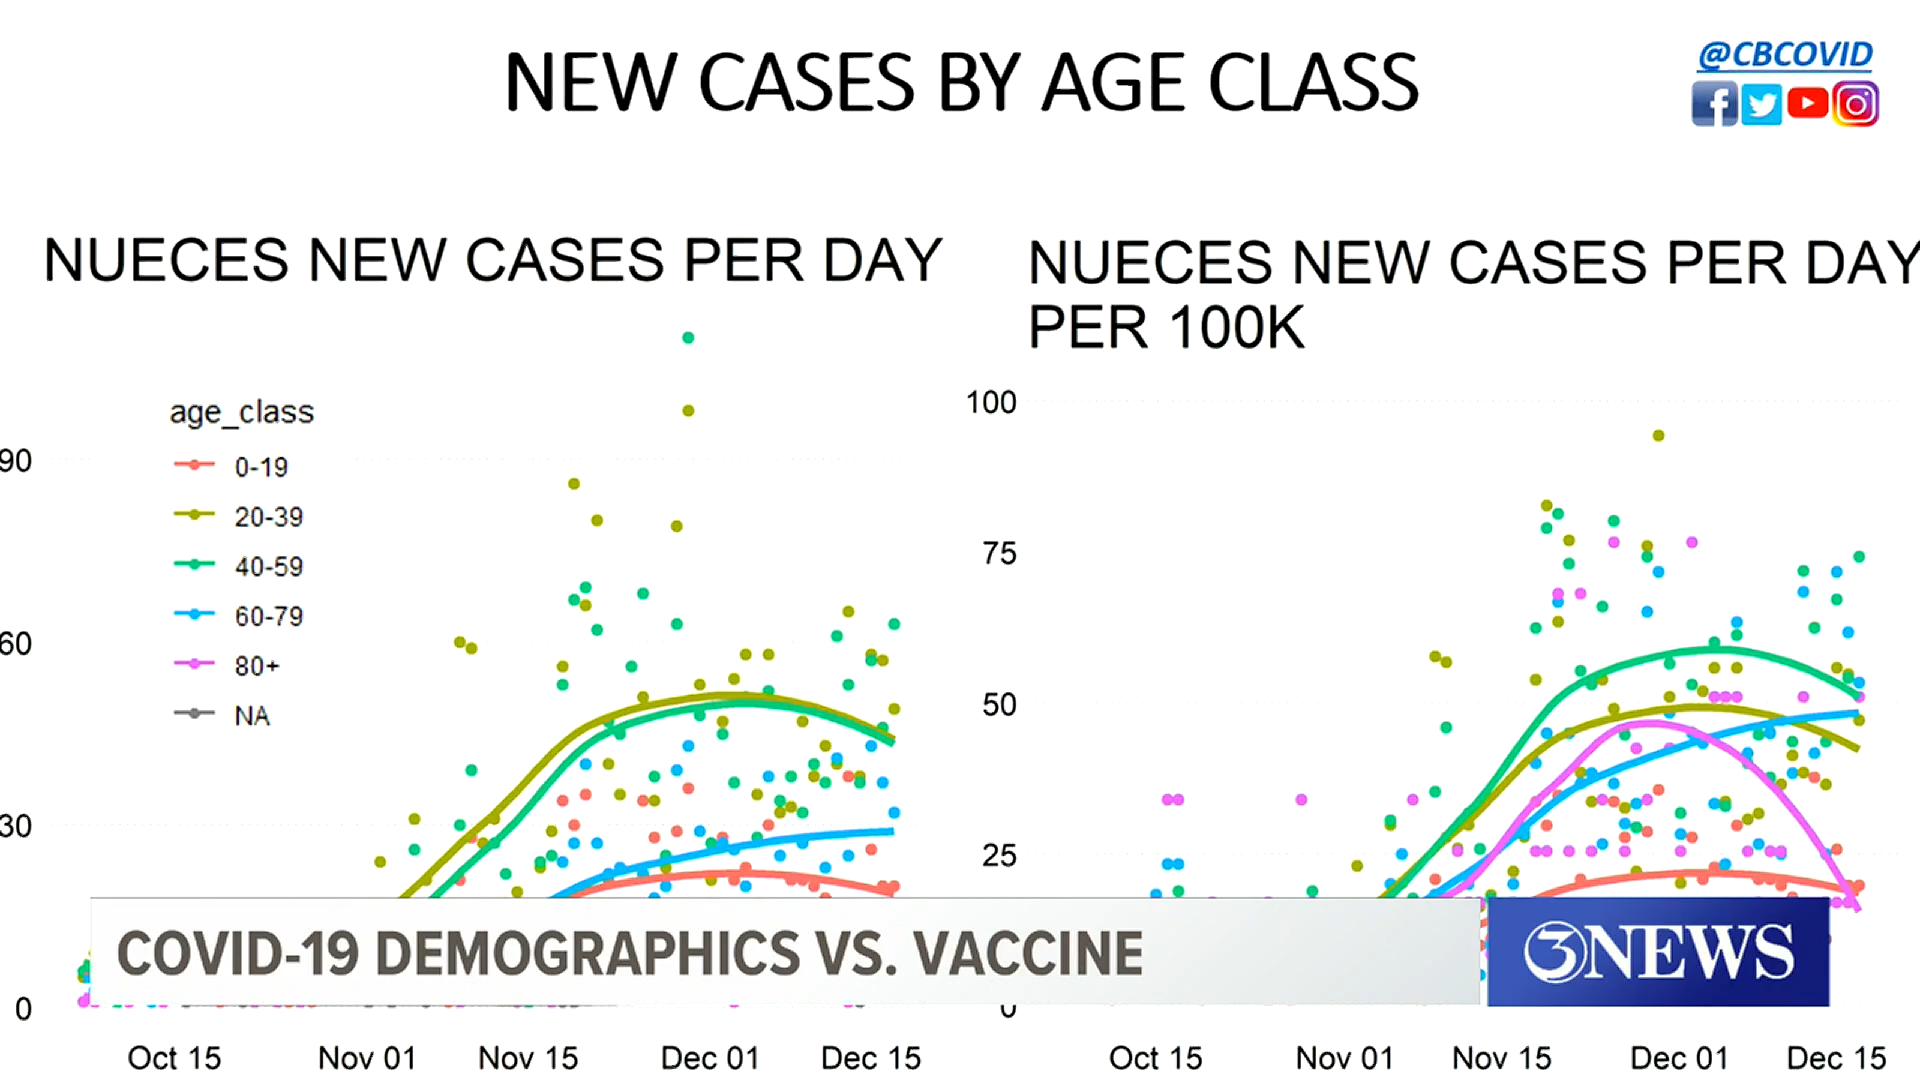 NEW CASES BY AGE CLASS
@CBCOVID
NUECES NEW CASES PER DAY
age_class
0-19
20-39
40-59
60-79
80+
NA
90
60
30
0
Oct 15
Nov 01
Nov 15
Dec 01
Dec 15
NUECES NEW CASES PER DAY
PER 100K
100
75
50
25
0
Oct 15
Nov 01
Nov 15
Dec 01
Dec 15
COVID-19 DEMOGRAPHICS VS. VACCINE
3NEWS